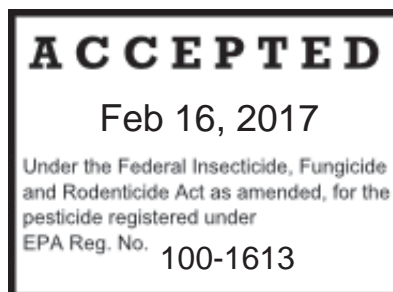 ACCEPTED
Feb 16, 2017
Under the Federal Insecticide, Fungicide
and Rodenticide Act as amended, for the
pesticide registered under
EPA Reg. No. 100-1613